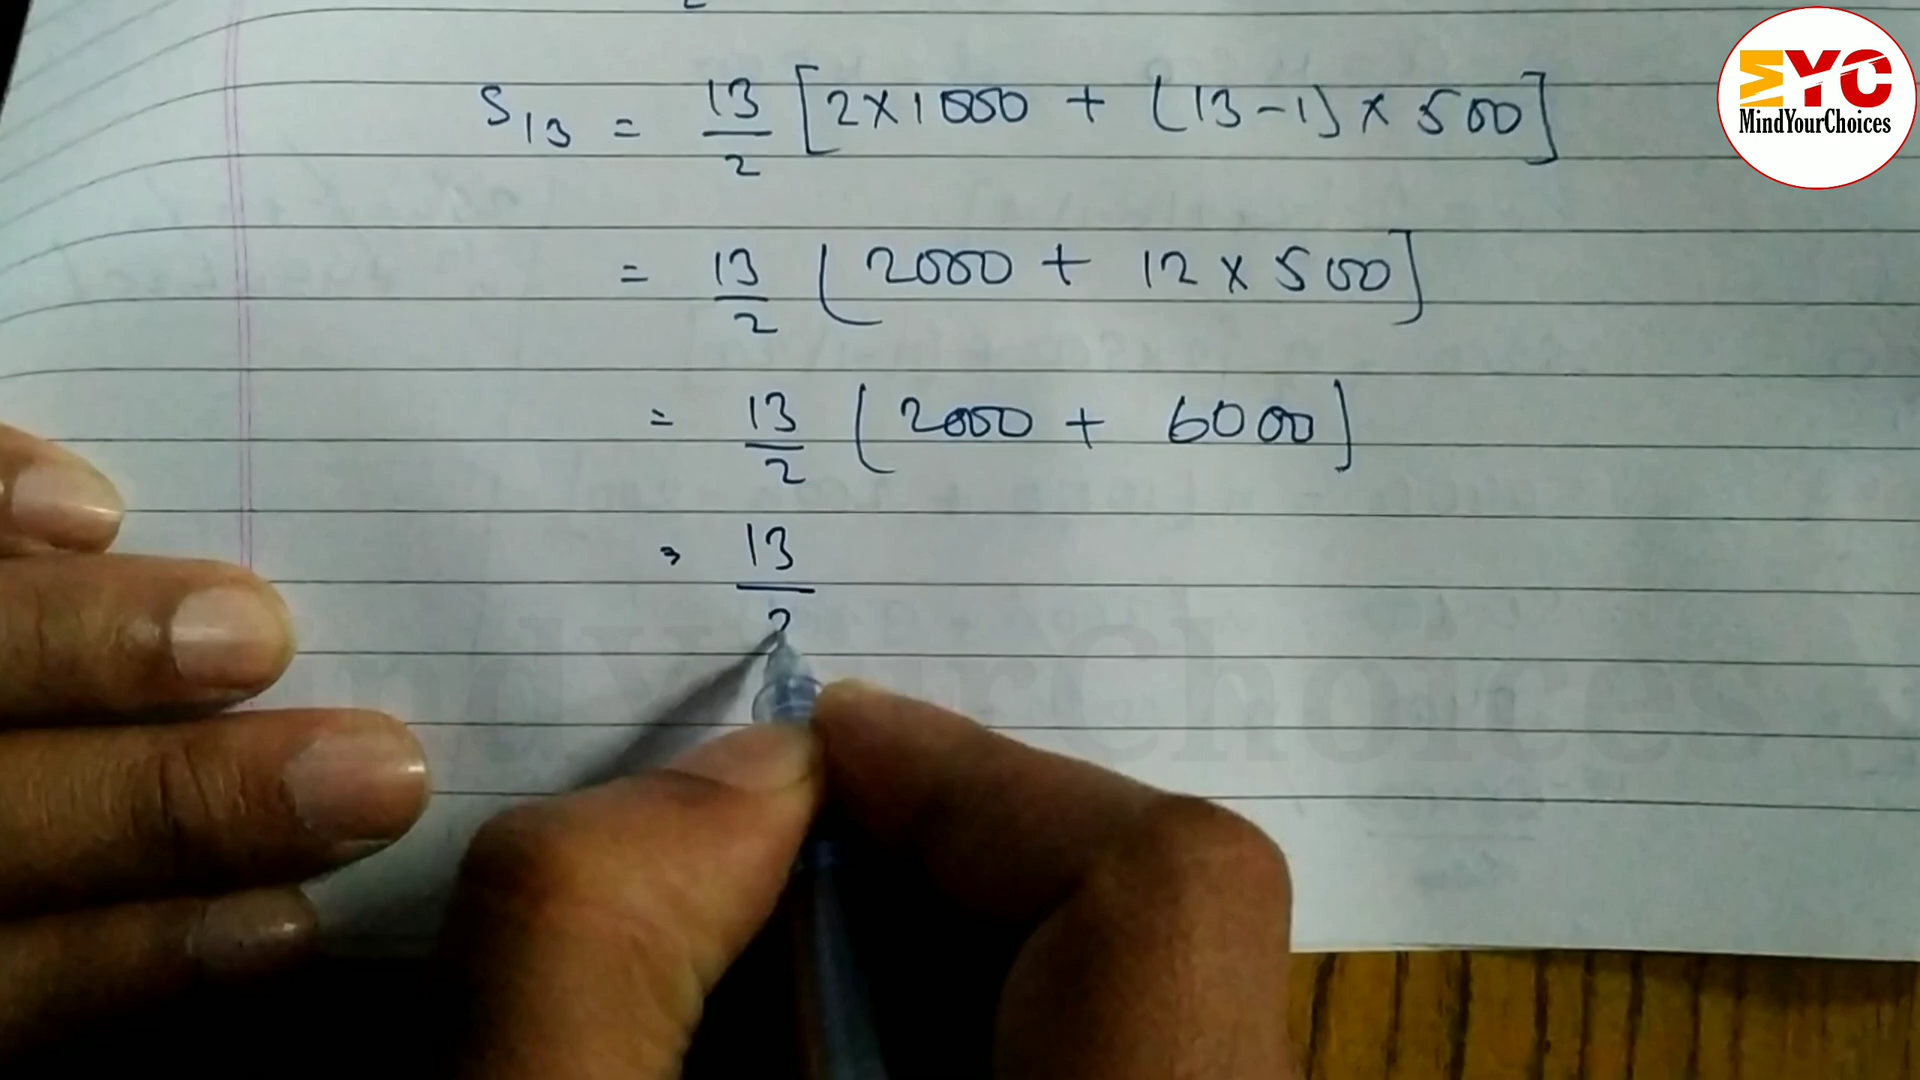 S13 = 13/2 [2×1000 + (13-1) × 500]
= 13/2 [2000 + 12 × 500]
= 13/2 [2000 + 6000]
= 13/2
MYC
MindYourChoices
MindYourChoices